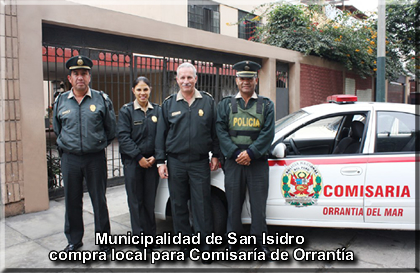 POLICIA
COMISARIA
ORRANTIA DEL MAR
Municipalidad de San Isidro
compra local para Comisaría de Orrantía